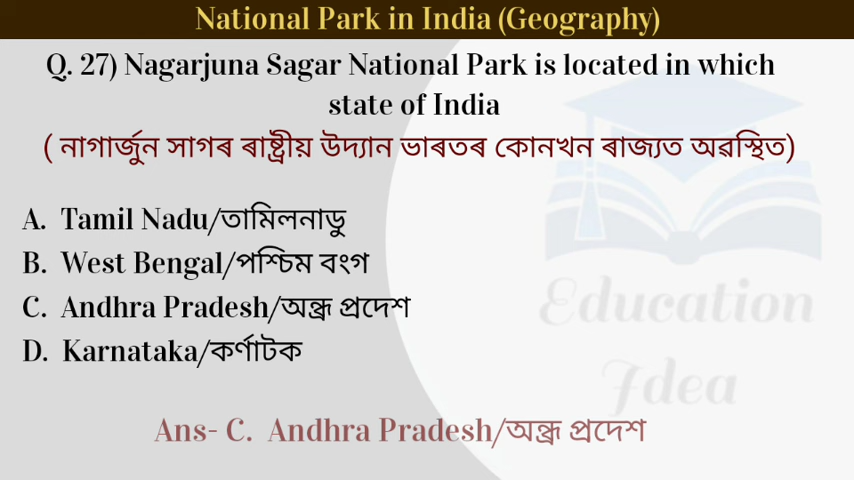 National Park in India (Geography)
Q. 27) Nagarjuna Sagar National Park is located in which
state of India
( নাগাৰ্জুন সাগৰ ৰাষ্ট্ৰীয় উদ্যান ভাৰতৰ কোনখন ৰাজ্যত অৱস্থিত)
A. Tamil Nadu/তামিলনাডু
B. West Bengal/পশ্চিম বংগ
C. Andhra Pradesh/অন্ধ্ৰ প্ৰদেশ
D. Karnataka/কৰ্ণাটক
Education
Idea
Ans- C. Andhra Pradesh/অন্ধ্ৰ প্ৰদেশ